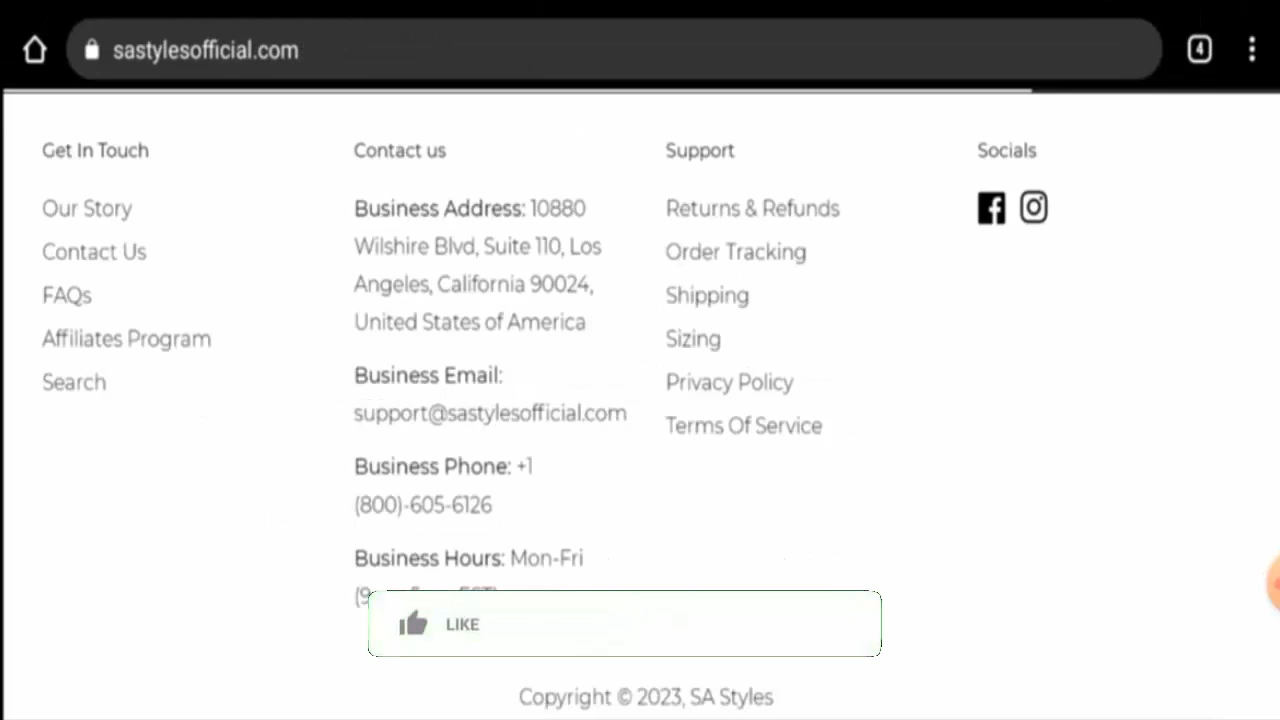 sastylesofficial.com
4
Get In Touch
Our Story
Contact Us
FAQs
Affiliates Program
Search
Contact us
Business Address: 10880
Wilshire Blvd, Suite 110, Los
Angeles, California 90024,
United States of America
Business Email:
support@sastylesofficial.com
Business Phone: +1
(800)-605-6126
Business Hours: Mon-Fri
Support
Returns & Refunds
Order Tracking
Shipping
Sizing
Privacy Policy
Terms Of Service
Socials
LIKE
Copyright © 2023, SA Styles